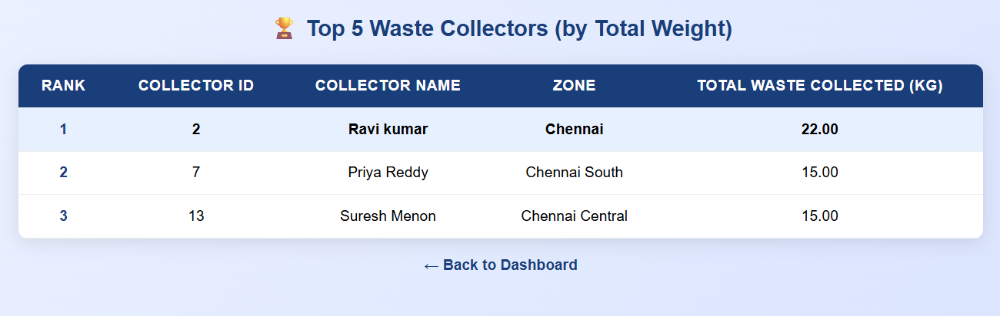 🏆 Top 5 Waste Collectors (by Total Weight)
RANK COLLECTOR ID COLLECTOR NAME ZONE TOTAL WASTE COLLECTED (KG)
1 2 Ravi kumar Chennai 22.00
2 7 Priya Reddy Chennai South 15.00
3 13 Suresh Menon Chennai Central 15.00
← Back to Dashboard